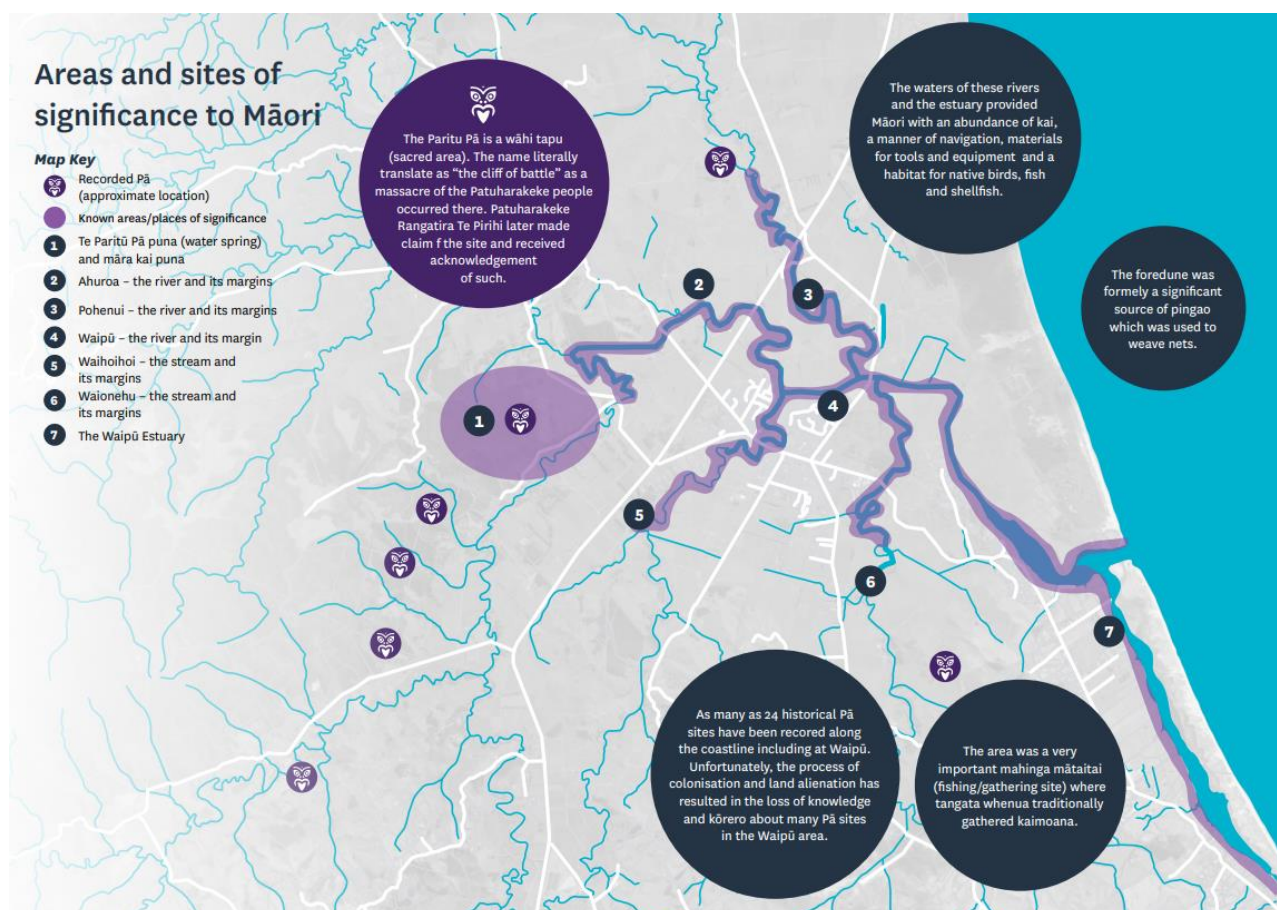 Areas and sites of
significance to Māori
Map Key
Recorded Pā
(approximate location)
Known areas/places of significance
1
Te Paritū Pā puna (water spring)
and māra kai puna
2
Ahuroa – the river and its margins
3
Pohenui – the river and its margins
4
Waipū – the river and its margin
5
Waihoihoi – the stream and
its margins
6
Waionehu – the stream and
its margins
7
The Waipū Estuary
The Paritu Pā is a wāhi tapu
(sacred area). The name literally
translate as “the cliff of battle” as a
massacre of the Patuharakeke people
occurred there. Patuharakeke
Rangatira Te Pirihi later made
claim f the site and received
acknowledgement
of such.
The waters of these rivers
and the estuary provided
Māori with an abundance of kai,
a manner of navigation, materials
for tools and equipment and a
habitat for native birds, fish
and shellfish.
The foredune was
formely a significant
source of pingao
which was used to
weave nets.
2
3
4
1
5
6
7
As many as 24 historical Pā
sites have been recored along
the coastline including at Waipū.
Unfortunately, the process of
colonisation and land alienation has
resulted in the loss of knowledge
and kōrero about many Pā sites
in the Waipū area.
The area was a very
important mahinga mātaitai
(fishing/gathering site) where
tangata whenua traditionally
gathered kaimoana.